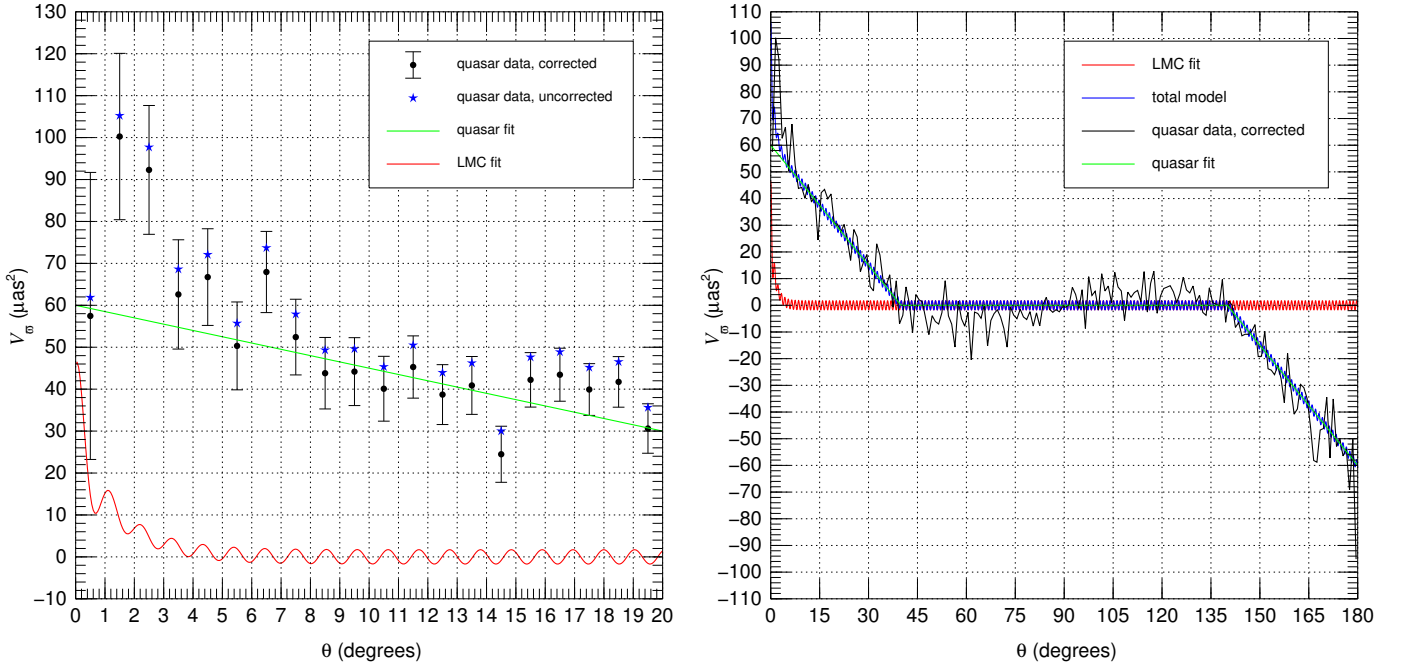 130
120
110
100
90
80
70
60
50
40
30
20
10
0
−10
V_ϖ (μas²)
0 1 2 3 4 5 6 7 8 9 10 11 12 13 14 15 16 17 18 19 20
θ (degrees)
quasar data, corrected
quasar data, uncorrected
quasar fit
LMC fit
110
100
90
80
70
60
50
40
30
20
10
0
−10
−20
−30
−40
−50
−60
−70
−80
−90
−100
−110
V_ϖ (μas²)
0 15 30 45 60 75 90 105 120 135 150 165 180
θ (degrees)
LMC fit
total model
quasar data, corrected
quasar fit